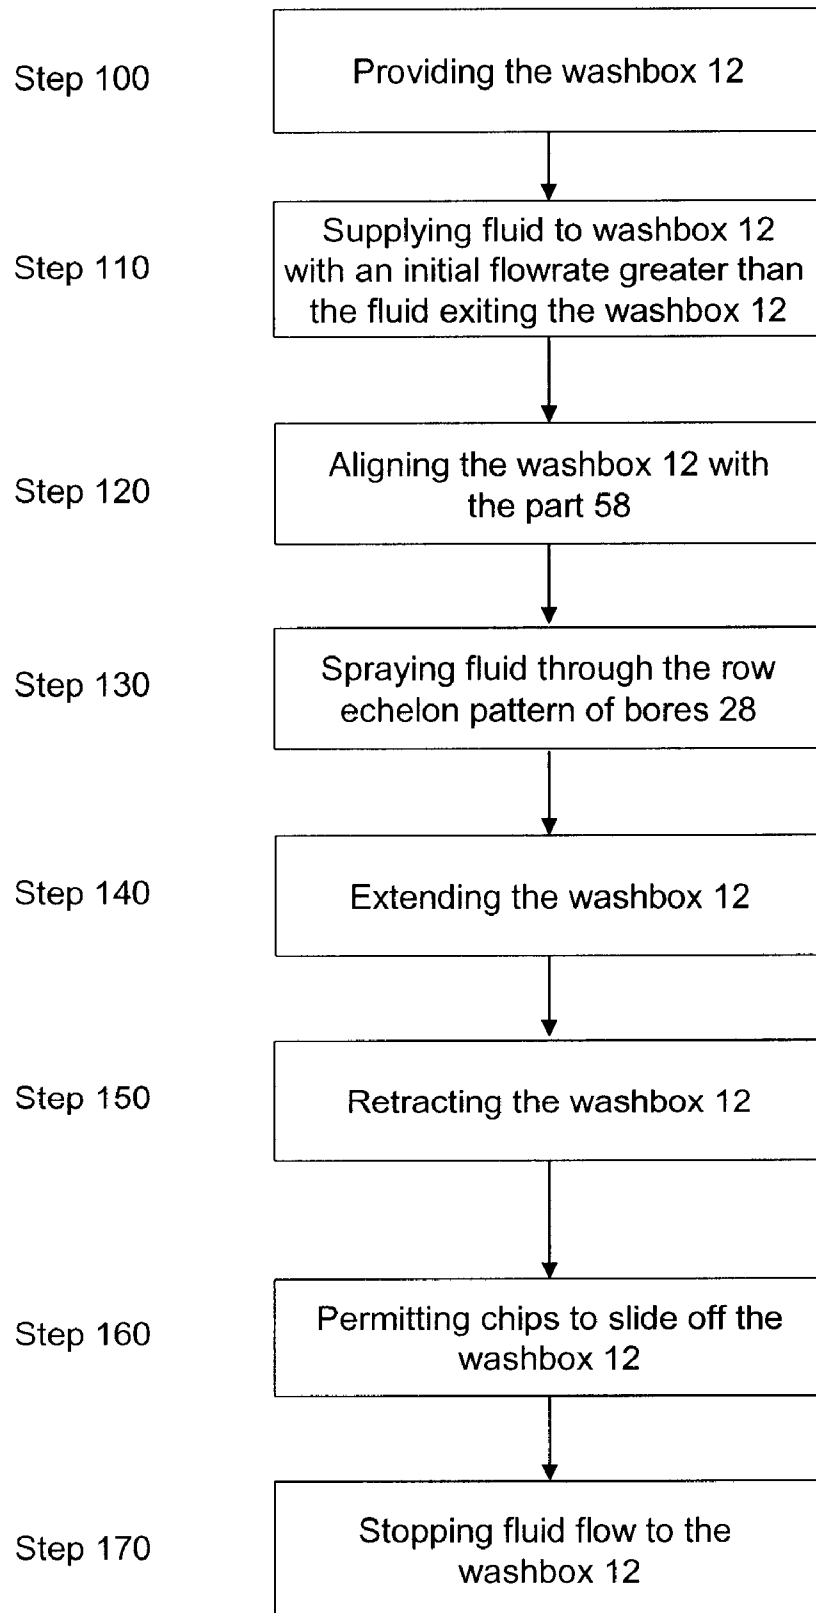 Step 100
Providing the washbox 12
Step 110
Supplying fluid to washbox 12
with an initial flowrate greater than
the fluid exiting the washbox 12
Step 120
Aligning the washbox 12 with
the part 58
Step 130
Spraying fluid through the row
echelon pattern of bores 28
Step 140
Extending the washbox 12
Step 150
Retracting the washbox 12
Step 160
Permitting chips to slide off the
washbox 12
Step 170
Stopping fluid flow to the
washbox 12